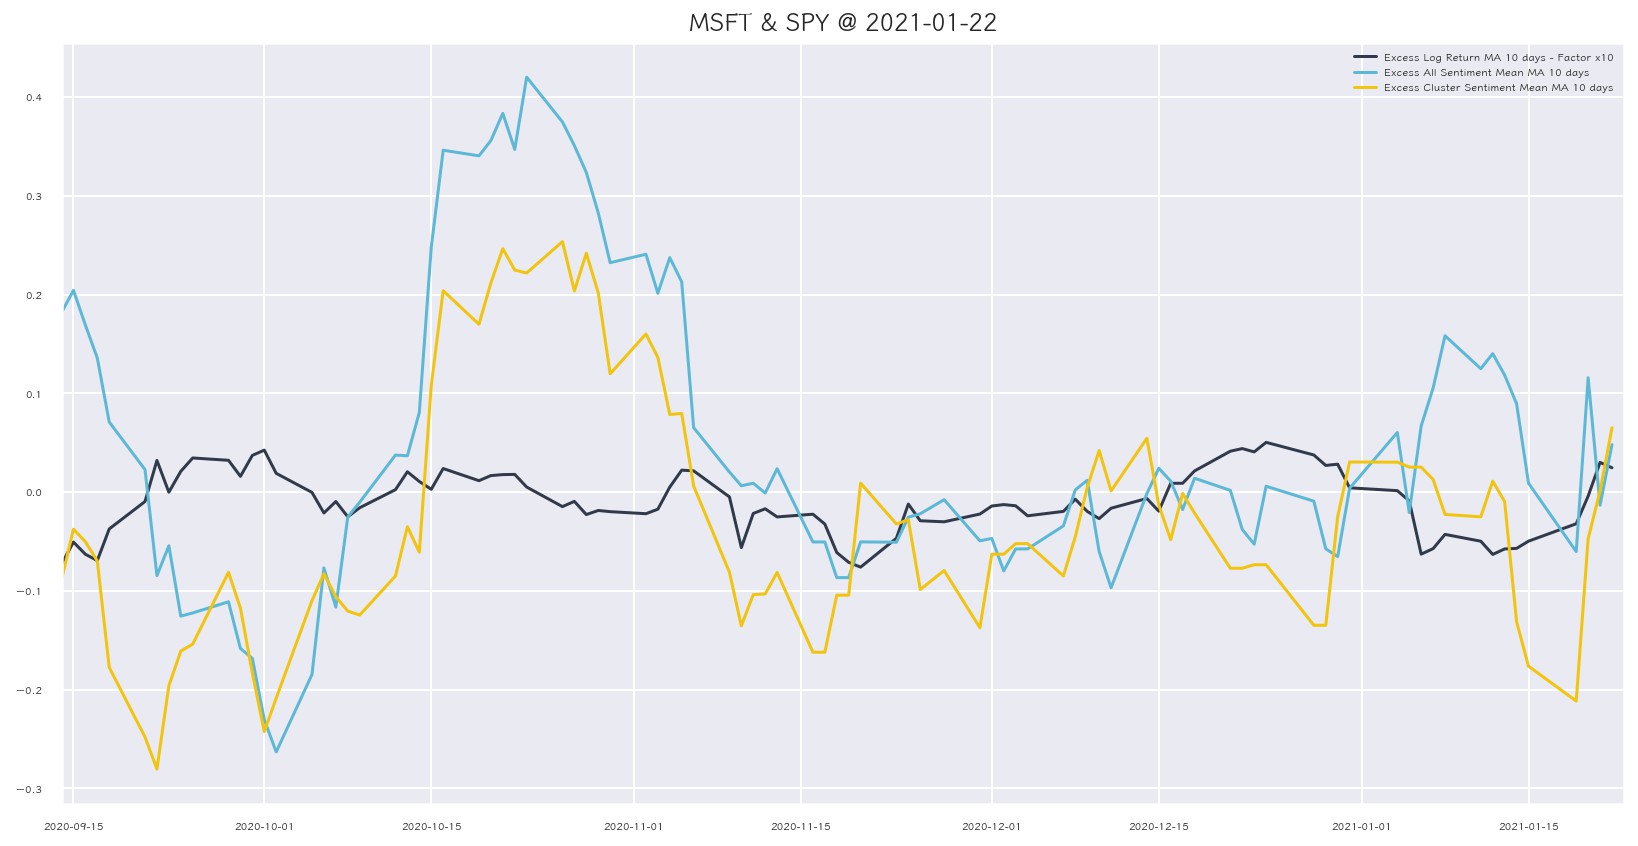 MSFT & SPY @ 2021-01-22
Excess Log Return MA 10 days - Factor x10
Excess All Sentiment Mean MA 10 days
Excess Cluster Sentiment Mean MA 10 days
0.4
0.3
0.2
0.1
0.0
−0.1
−0.2
−0.3
2020-09-15 2020-10-01 2020-10-15 2020-11-01 2020-11-15 2020-12-01 2020-12-15 2021-01-01 2021-01-15